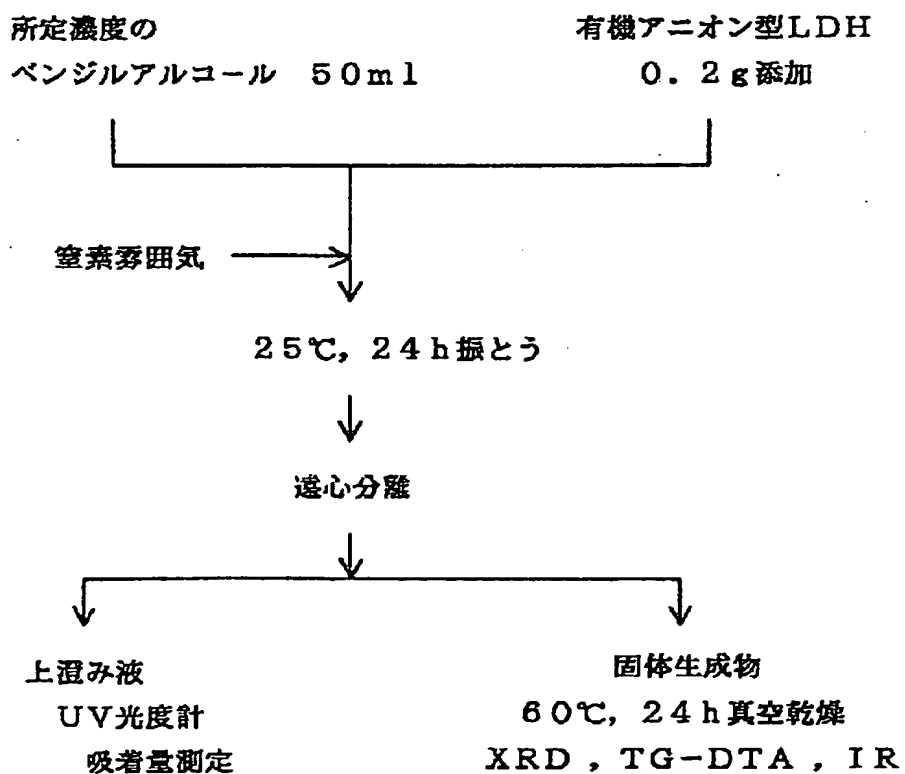 所定濃度の
ベンジルアルコール　５０ｍｌ
有機アニオン型ＬＤＨ
０．２ｇ添加
窒素雰囲気
２５℃，２４ｈ振とう
遠心分離
上澄み液
ＵＶ光度計
吸着量測定
固体生成物
６０℃，２４ｈ真空乾燥
ＸＲＤ，ＴＧ−ＤＴＡ，ＩＲ